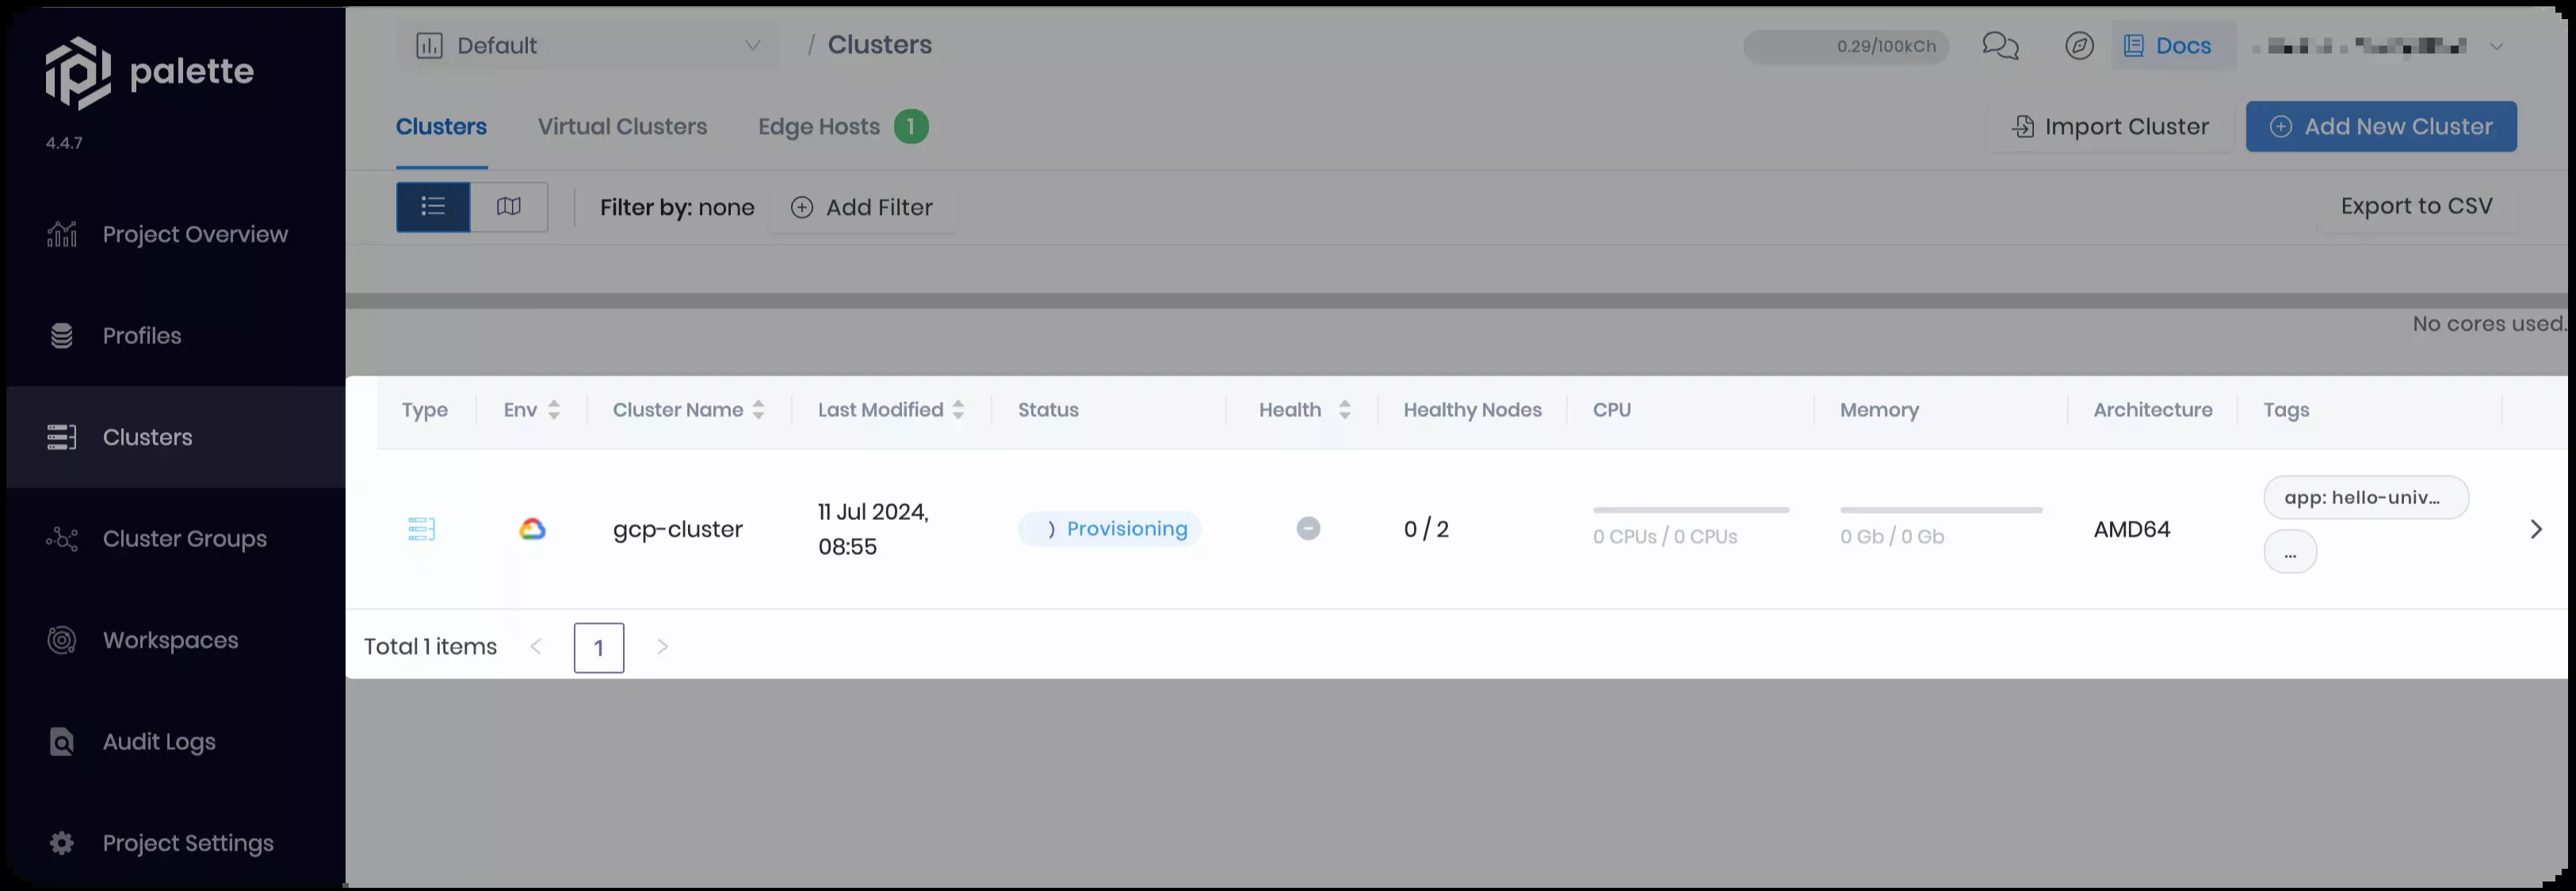 palette
4.4.7
Project Overview
Profiles
Clusters
Cluster Groups
Workspaces
Audit Logs
Project Settings
Default / Clusters
0.29/100kCh
Docs
Clusters Virtual Clusters Edge Hosts 1
Import Cluster Add New Cluster
Filter by: none Add Filter
Export to CSV
No cores used.
Type Env Cluster Name Last Modified Status Health Healthy Nodes CPU Memory Architecture Tags
gcp-cluster
11 Jul 2024,
08:55
Provisioning
0 / 2
0 CPUs / 0 CPUs
0 Gb / 0 Gb
AMD64
app: hello-univ...
...
Total 1 items 1